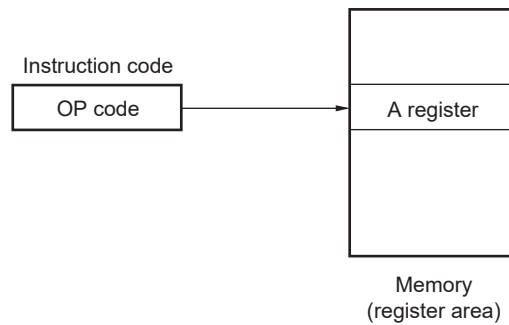 Instruction code
OP code
A register
Memory
(register area)